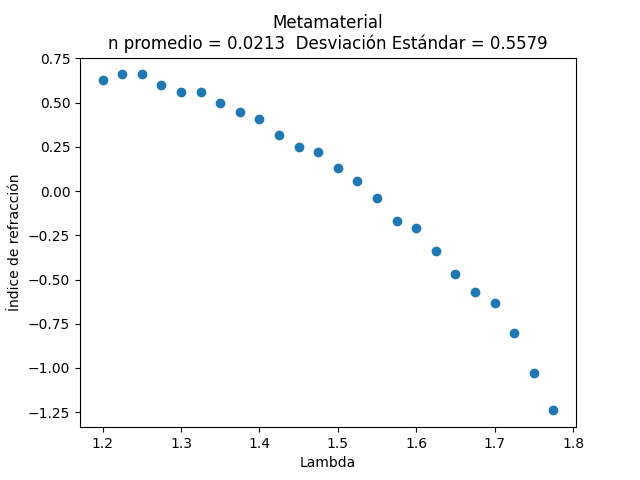 Metamaterial
n promedio = 0.0213  Desviación Estándar = 0.5579
0.75
0.50
0.25
0.00
−0.25
−0.50
−0.75
−1.00
−1.25
Índice de refracción
1.2 1.3 1.4 1.5 1.6 1.7 1.8
Lambda